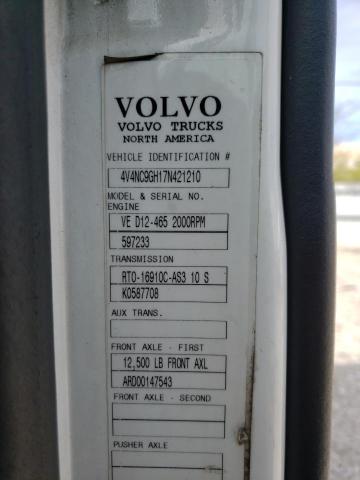 VOLVO
VOLVO TRUCKS
NORTH AMERICA
VEHICLE IDENTIFICATION #
4V4NC9GH17N421210
MODEL & SERIAL NO.
ENGINE
VE D12-465 2000RPM
597233
TRANSMISSION
RTO-16910C-AS3 10 S
K0587708
AUX TRANS.
FRONT AXLE - FIRST
12,500 LB FRONT AXL
ARD00147543
FRONT AXLE - SECOND
PUSHER AXLE